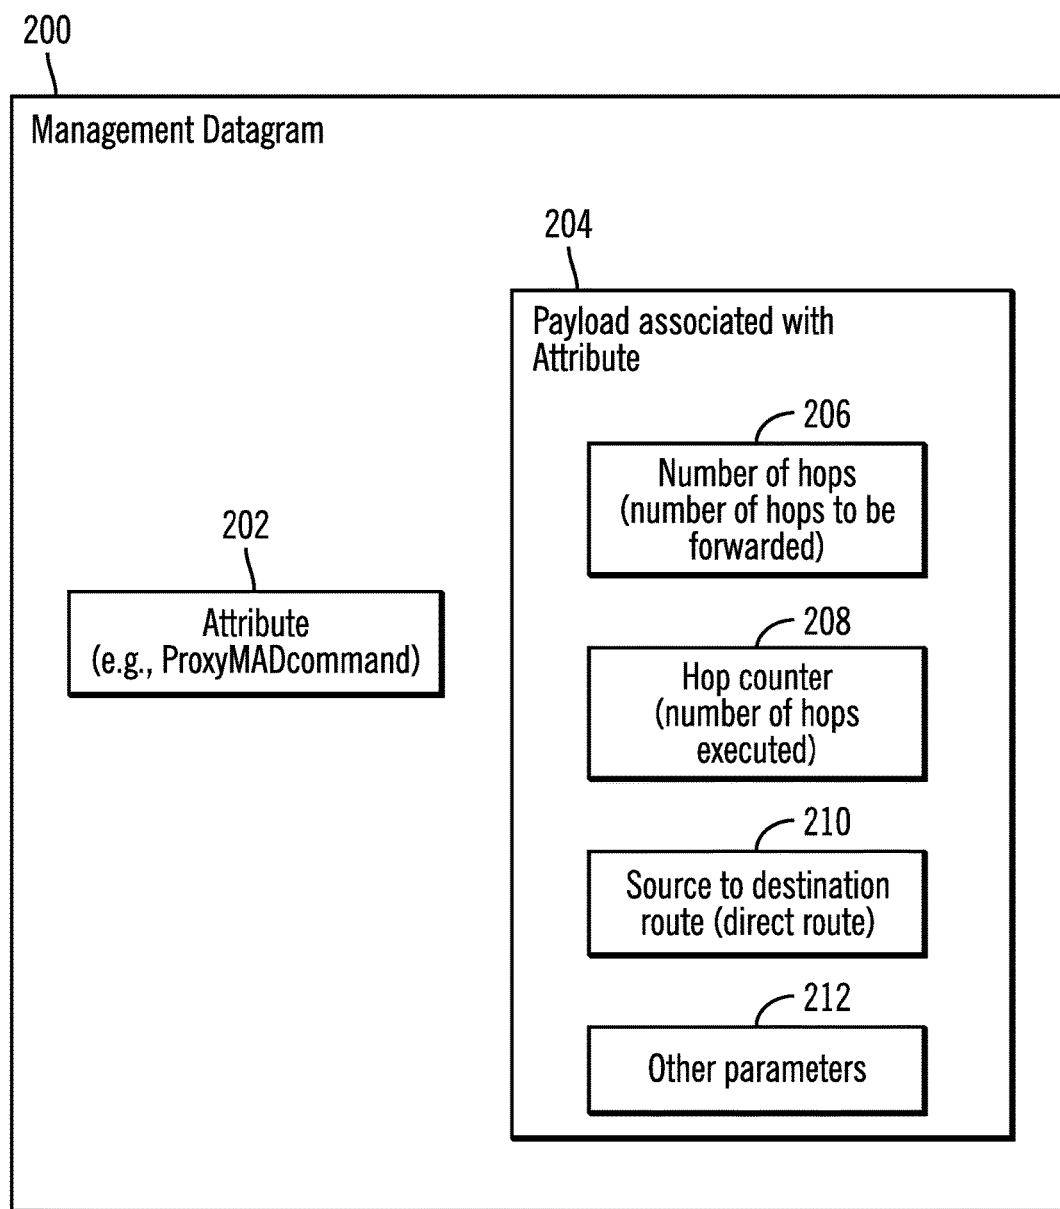 200
Management Datagram
204
Payload associated with
Attribute
206
Number of hops
(number of hops to be
forwarded)
202
Attribute
(e.g., ProxyMADcommand)
208
Hop counter
(number of hops
executed)
210
Source to destination
route (direct route)
212
Other parameters